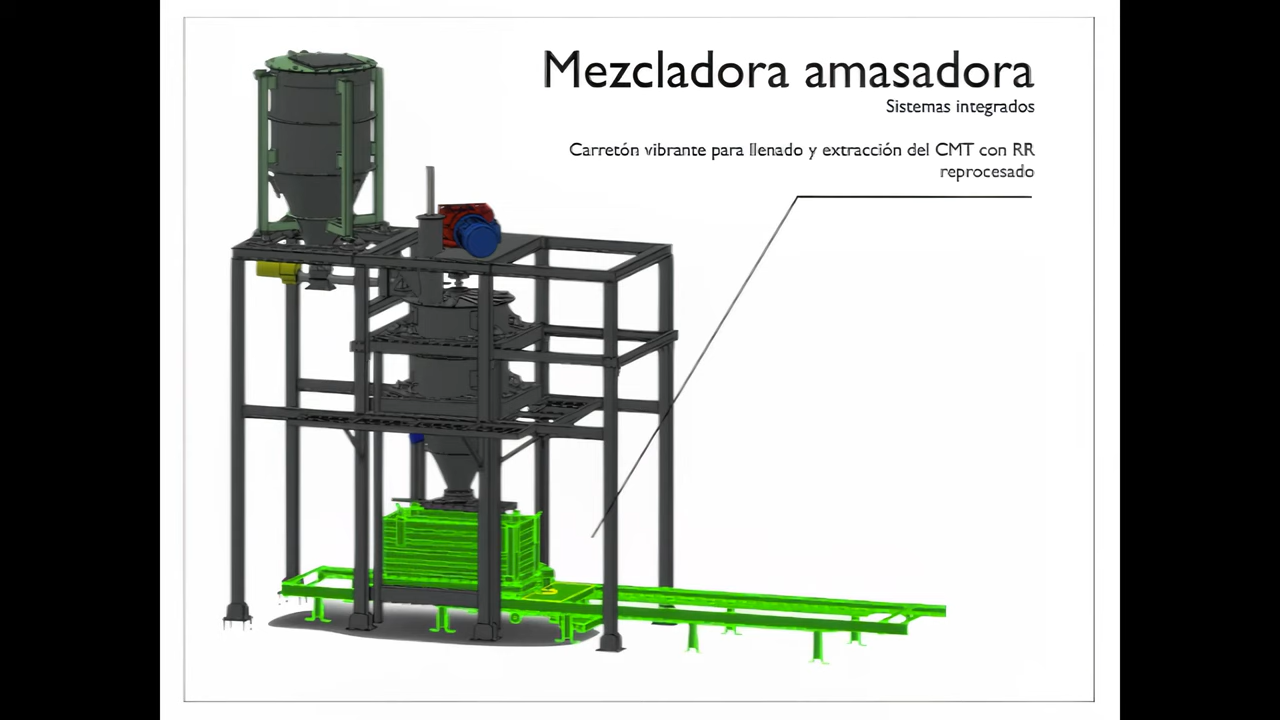 Mezcladora amasadora
Sistemas integrados
Carretón vibrante para llenado y extracción del CMT con RR
reprocesado